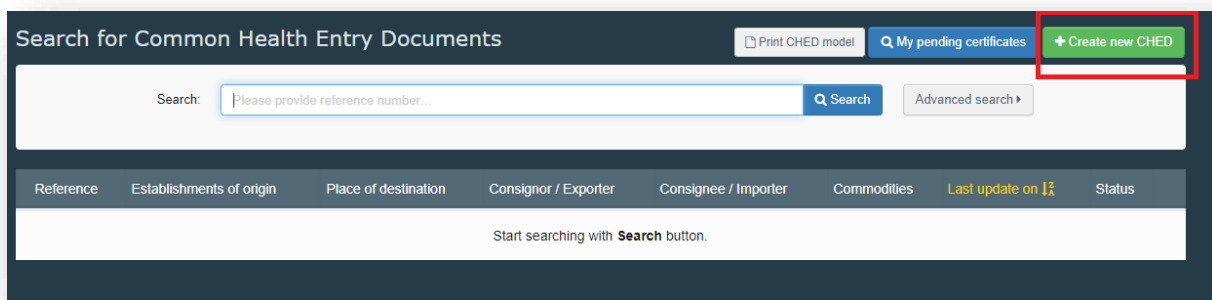 Search for Common Health Entry Documents Print CHED model My pending certificates + Create new CHED
Search: Please provide reference number... Search Advanced search
Reference Establishments of origin Place of destination Consignor / Exporter Consignee / Importer Commodities Last update on Status
Start searching with Search button.